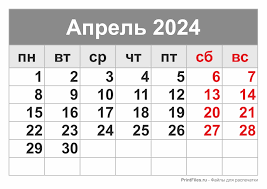 Апрель 2024
пн вт ср чт пт сб вс
1 2 3 4 5 6 7
8 9 10 11 12 13 14
15 16 17 18 19 20 21
22 23 24 25 26 27 28
29 30
PrintFiles.ru - Файлы для распечатки